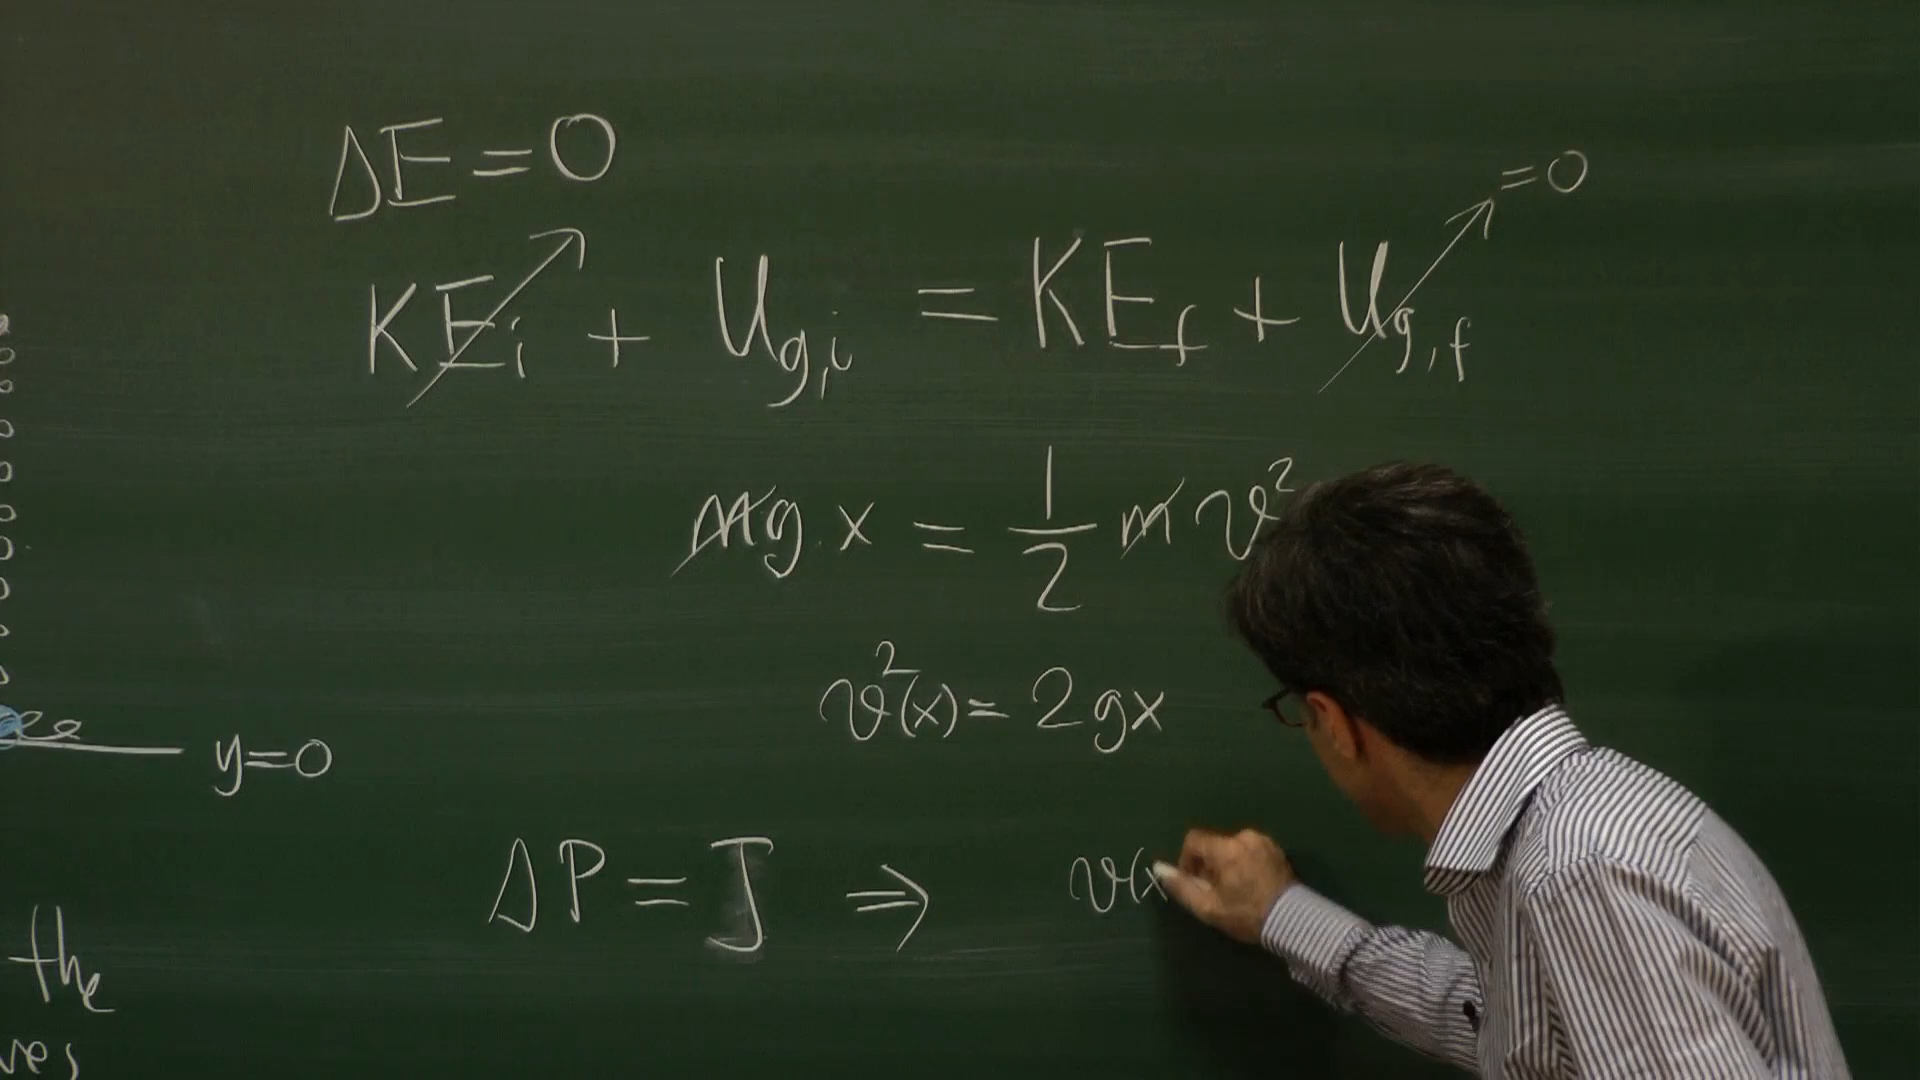 ΔE = 0
= 0
KEi + Ug,i = KEf + Ug,f
mg x = 1/2 m v²
v²(x) = 2gx
y = 0
ΔP = J ⇒ v(x
the